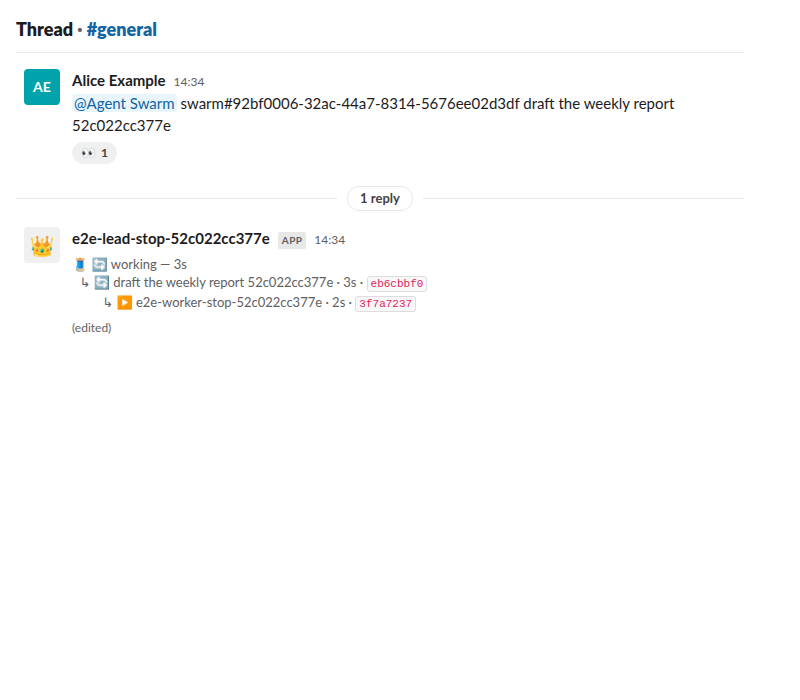 Thread • #general
AE
Alice Example 14:34
@Agent Swarm swarm#92bf0006-32ac-44a7-8314-5676ee02d3df draft the weekly report
52c022cc377e
👀 1
1 reply
e2e-lead-stop-52c022cc377e APP 14:34
🧵 🔄 working — 3s
↳ 🔄 draft the weekly report 52c022cc377e · 3s · eb6cbbf0
↳ ▶️ e2e-worker-stop-52c022cc377e · 2s · 3f7a7237
(edited)